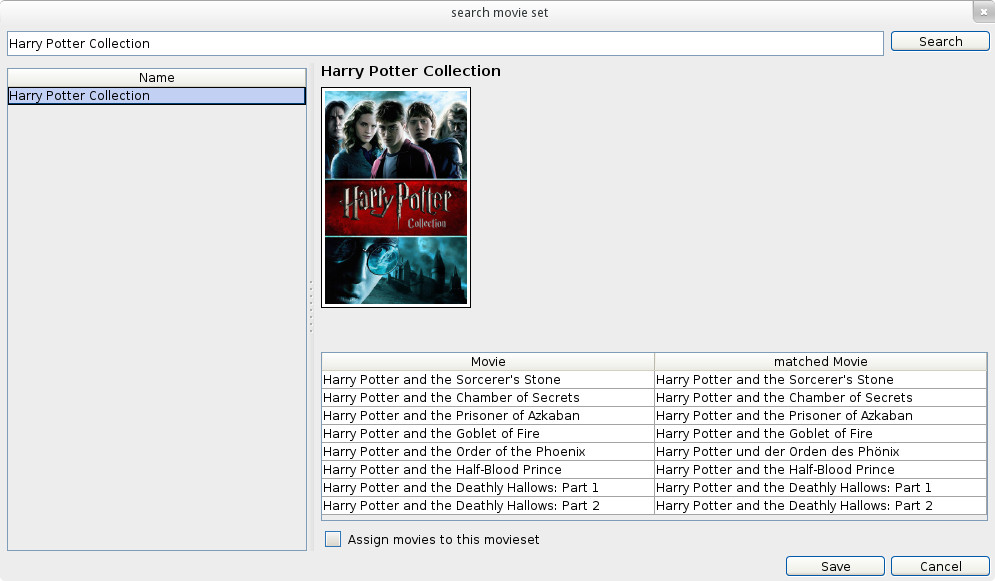 search movie set
Harry Potter Collection
Search
Name
Harry Potter Collection
Harry Potter Collection
Harry Potter
Collection
Movie matched Movie
Harry Potter and the Sorcerer's Stone Harry Potter and the Sorcerer's Stone
Harry Potter and the Chamber of Secrets Harry Potter and the Chamber of Secrets
Harry Potter and the Prisoner of Azkaban Harry Potter and the Prisoner of Azkaban
Harry Potter and the Goblet of Fire Harry Potter and the Goblet of Fire
Harry Potter and the Order of the Phoenix Harry Potter und der Orden des Phönix
Harry Potter and the Half-Blood Prince Harry Potter and the Half-Blood Prince
Harry Potter and the Deathly Hallows: Part 1 Harry Potter and the Deathly Hallows: Part 1
Harry Potter and the Deathly Hallows: Part 2 Harry Potter and the Deathly Hallows: Part 2
Assign movies to this movieset
Save Cancel